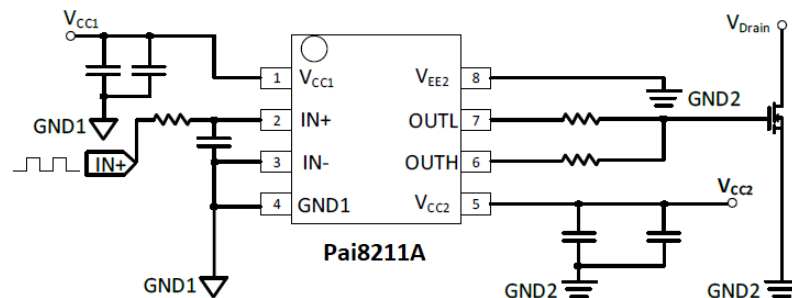 VCC1
VDrain
1 VCC1 VEE2 8
GND2
GND1
2 IN+ OUTL 7
IN+
3 IN- OUTH 6
VCC2
4 GND1 VCC2 5
Pai8211A
GND1
GND2
GND2